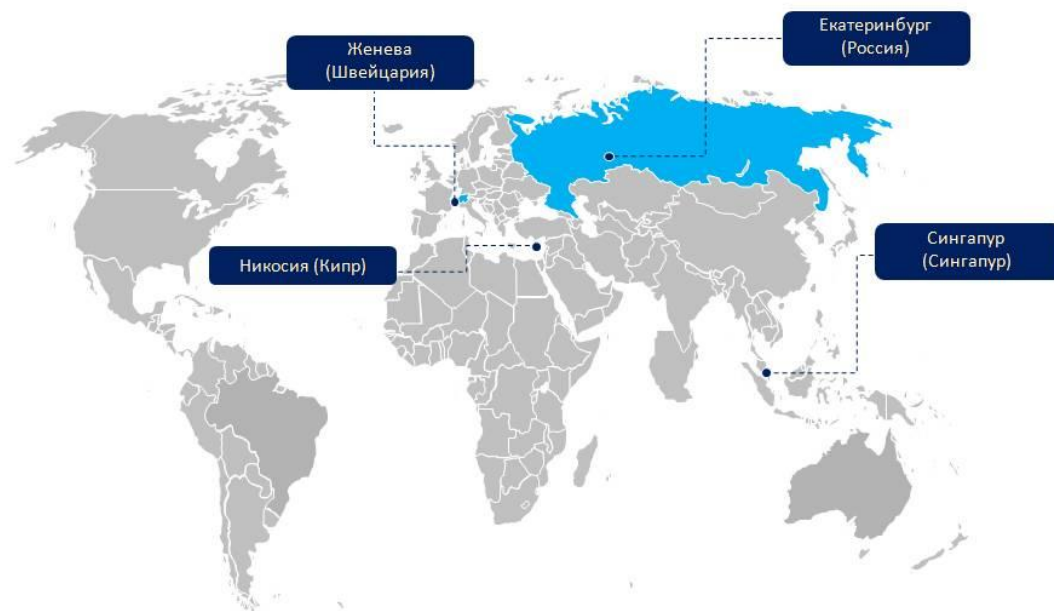 Екатеринбург
(Россия)
Женева
(Швейцария)
Никосия (Кипр)
Сингапур
(Сингапур)